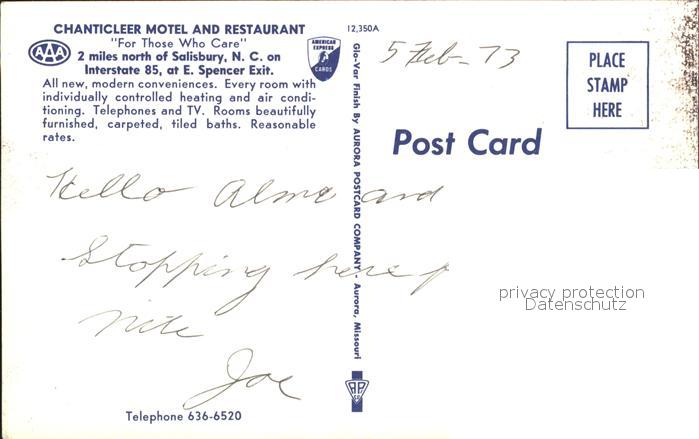 CHANTICLEER MOTEL AND RESTAURANT
"For Those Who Care"
AAA
2 miles north of Salisbury, N. C. on
Interstate 85, at E. Spencer Exit.
AMERICAN EXPRESS CARDS
All new, modern conveniences. Every room with
individually controlled heating and air condi-
tioning. Telephones and TV. Rooms beautifully
furnished, carpeted, tiled baths. Reasonable
rates.
Hello Alma and
Stopping here
Nite
Joe
Telephone 636-6520
12,350A
Glo-Var Finish By AURORA POSTCARD COMPANY - Aurora, Missouri
5 Feb - 73
Post Card
PLACE
STAMP
HERE
privacy protection
Datenschutz